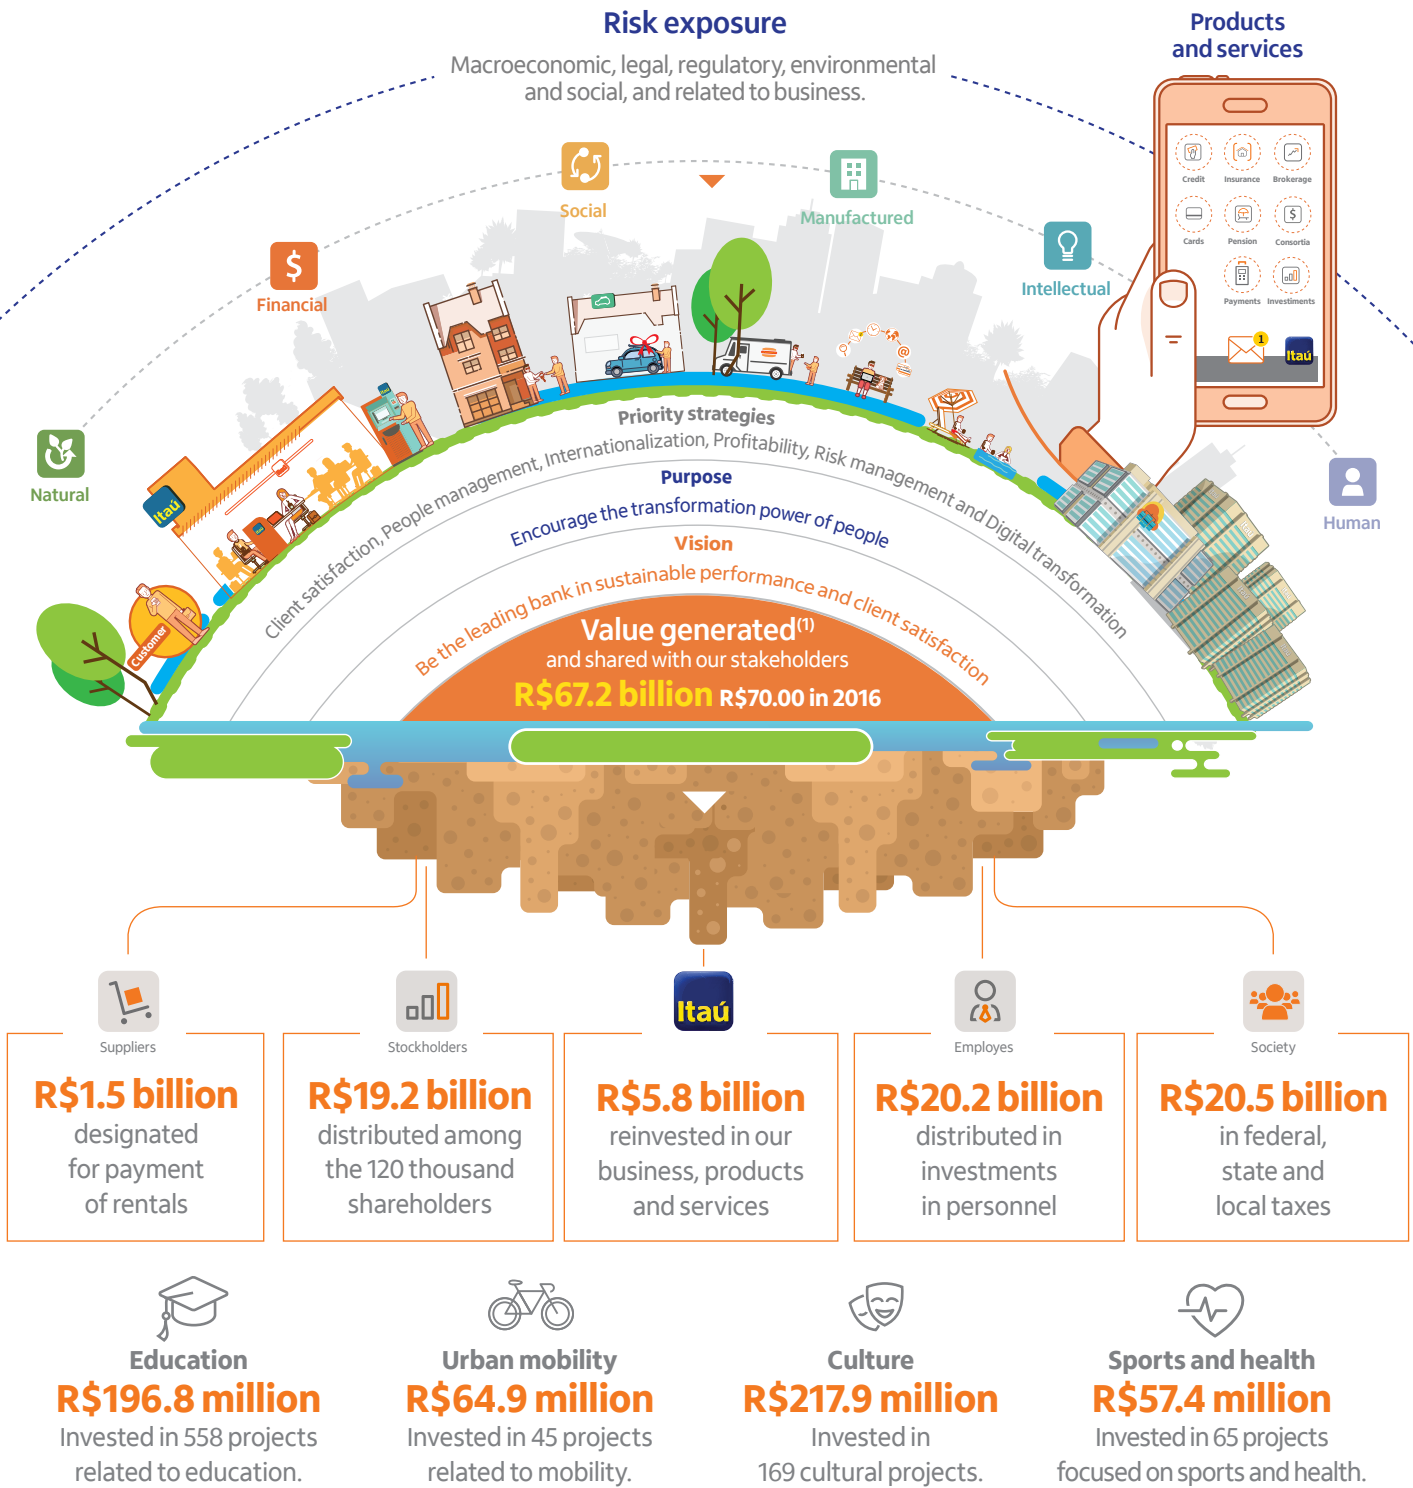 Risk exposure
Macroeconomic, legal, regulatory, environmental
and social, and related to business.
Products
and services
Credit
Insurance
Brokerage
Cards
Pension
Consortia
Payments
Investiments
1
Itaú
Social
Manufactured
Financial
Intellectual
Natural
Human
Itaú
Customer
Priority strategies
Client satisfaction, People management, Internationalization, Profitability, Risk management and Digital transformation
Purpose
Encourage the transformation power of people
Vision
Be the leading bank in sustainable performance and client satisfaction
Value generated(1)
and shared with our stakeholders
R$67.2 billion R$70.00 in 2016
Suppliers
R$1.5 billion
designated
for payment
of rentals
Stockholders
R$19.2 billion
distributed among
the 120 thousand
shareholders
Itaú
R$5.8 billion
reinvested in our
business, products
and services
Employes
R$20.2 billion
distributed in
investments
in personnel
Society
R$20.5 billion
in federal,
state and
local taxes
Education
R$196.8 million
Invested in 558 projects
related to education.
Urban mobility
R$64.9 million
Invested in 45 projects
related to mobility.
Culture
R$217.9 million
Invested in
169 cultural projects.
Sports and health
R$57.4 million
Invested in 65 projects
focused on sports and health.